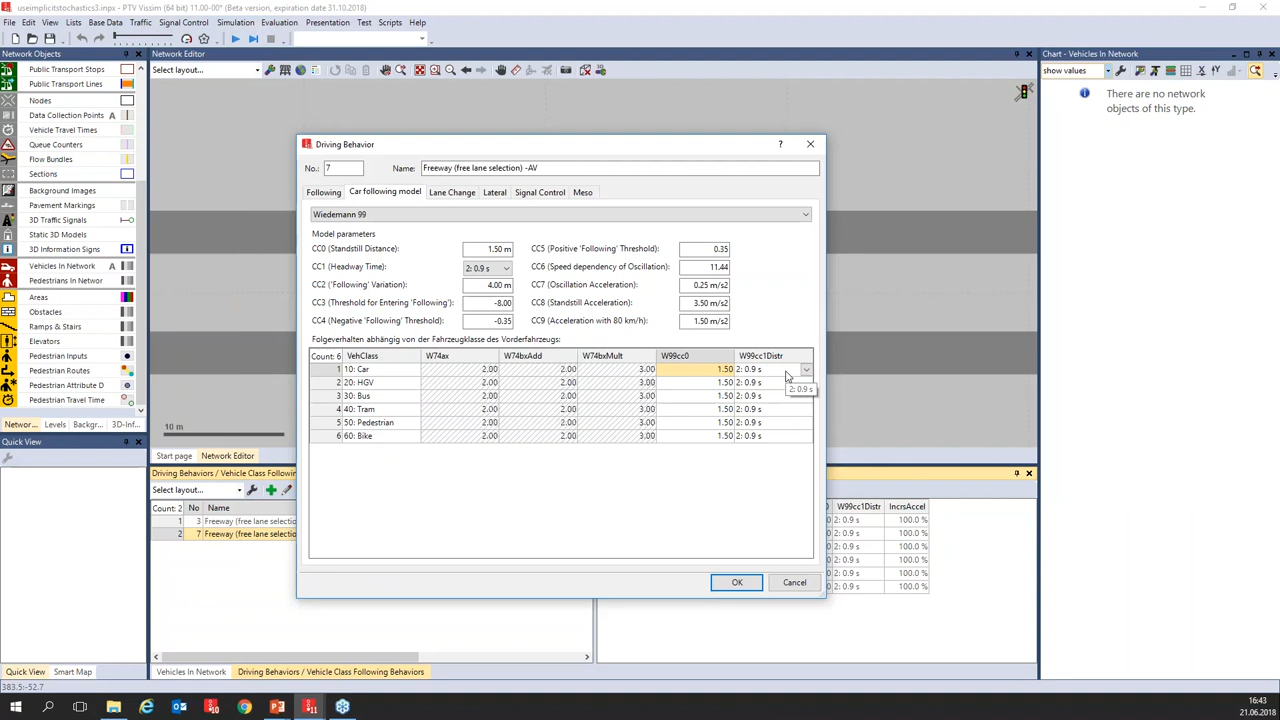 useimplicitstochastics3.inpx - PTV Vissim (64 bit) 11.00-00* (Beta version, expiration date 31.10.2018)
File Edit View Lists Base Data Traffic Signal Control Simulation Evaluation Presentation Test Scripts Help
Network Objects
Public Transport Stops
Public Transport Lines
Nodes
Data Collection Points A
Vehicle Travel Times
Queue Counters
Flow Bundles
Sections
Background Images
Pavement Markings
3D Traffic Signals
Static 3D Models
3D Information Signs
Vehicles In Network
Pedestrians In Networ
Areas
Obstacles
Ramps & Stairs
Elevators
Pedestrian Inputs
Pedestrian Routes
Pedestrian Attribute D
Pedestrian Travel Time
Networ... Levels Backgr... 3D-Inf...
Quick View
Quick View Smart Map
383.5:-52.7
Network Editor
Select layout...
10 m
Start page Network Editor
Driving Behaviors / Vehicle Class Following
Select layout...
Count: 2 No Name
1 3 Freeway (free lane selectio
2 7 Freeway (free lane selectio
W99cc1Distr IncrsAccel
0 2: 0.9 s 100.0 %
0 2: 0.9 s 100.0 %
0 2: 0.9 s 100.0 %
0 2: 0.9 s 100.0 %
0 2: 0.9 s 100.0 %
0 2: 0.9 s 100.0 %
Vehicles In Network Driving Behaviors / Vehicle Class Following Behaviors
Chart - Vehicles In Network
show values
There are no network
objects of this type.
Driving Behavior
No.: 7 Name: Freeway (free lane selection) -AV
Following Car following model Lane Change Lateral Signal Control Meso
Wiedemann 99
Model parameters
CC0 (Standstill Distance): 1.50 m CC5 (Positive 'Following' Threshold): 0.35
CC1 (Headway Time): 2: 0.9 s CC6 (Speed dependency of Oscillation): 11.44
CC2 ('Following' Variation): 4.00 m CC7 (Oscillation Acceleration): 0.25 m/s2
CC3 (Threshold for Entering 'Following'): -8.00 CC8 (Standstill Acceleration): 3.50 m/s2
CC4 (Negative 'Following' Threshold): -0.35 CC9 (Acceleration with 80 km/h): 1.50 m/s2
Folgeverhalten abhängig von der Fahrzeugklasse des Vorderfahrzeugs:
Count: 6 VehClass W74ax W74bxAdd W74bxMult W99cc0 W99cc1Distr
1 10: Car 2.00 2.00 3.00 1.50 2: 0.9 s
2 20: HGV 2.00 2.00 3.00 1.50 2: 0.9 s
3 30: Bus 2.00 2.00 3.00 1.50 2: 0.9 s
4 40: Tram 2.00 2.00 3.00 1.50 2: 0.9 s
5 50: Pedestrian 2.00 2.00 3.00 1.50 2: 0.9 s
6 60: Bike 2.00 2.00 3.00 1.50 2: 0.9 s
2: 0.9 s
OK Cancel
16:43
21.06.2018